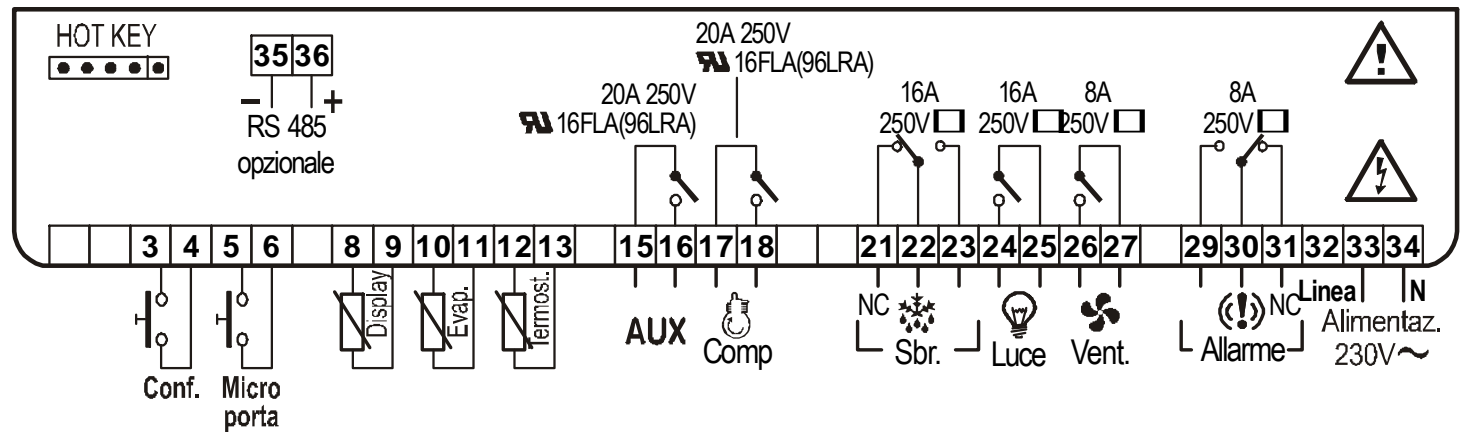 HOT KEY
35 36
- +
RS 485
opzionale
20A 250V
16FLA(96LRA)
20A 250V
16FLA(96LRA)
16A
250V
16A
250V
8A
250V
8A
250V
3 4 5 6 8 9 10 11 12 13 15 16 17 18 21 22 23 24 25 26 27 29 30 31 32 33 34
Conf.
Micro
porta
Display
Evap.
Termost.
AUX
Comp
NC
Sbr.
Luce
Vent.
NC
Allarme
Linea N
Alimentaz.
230V~